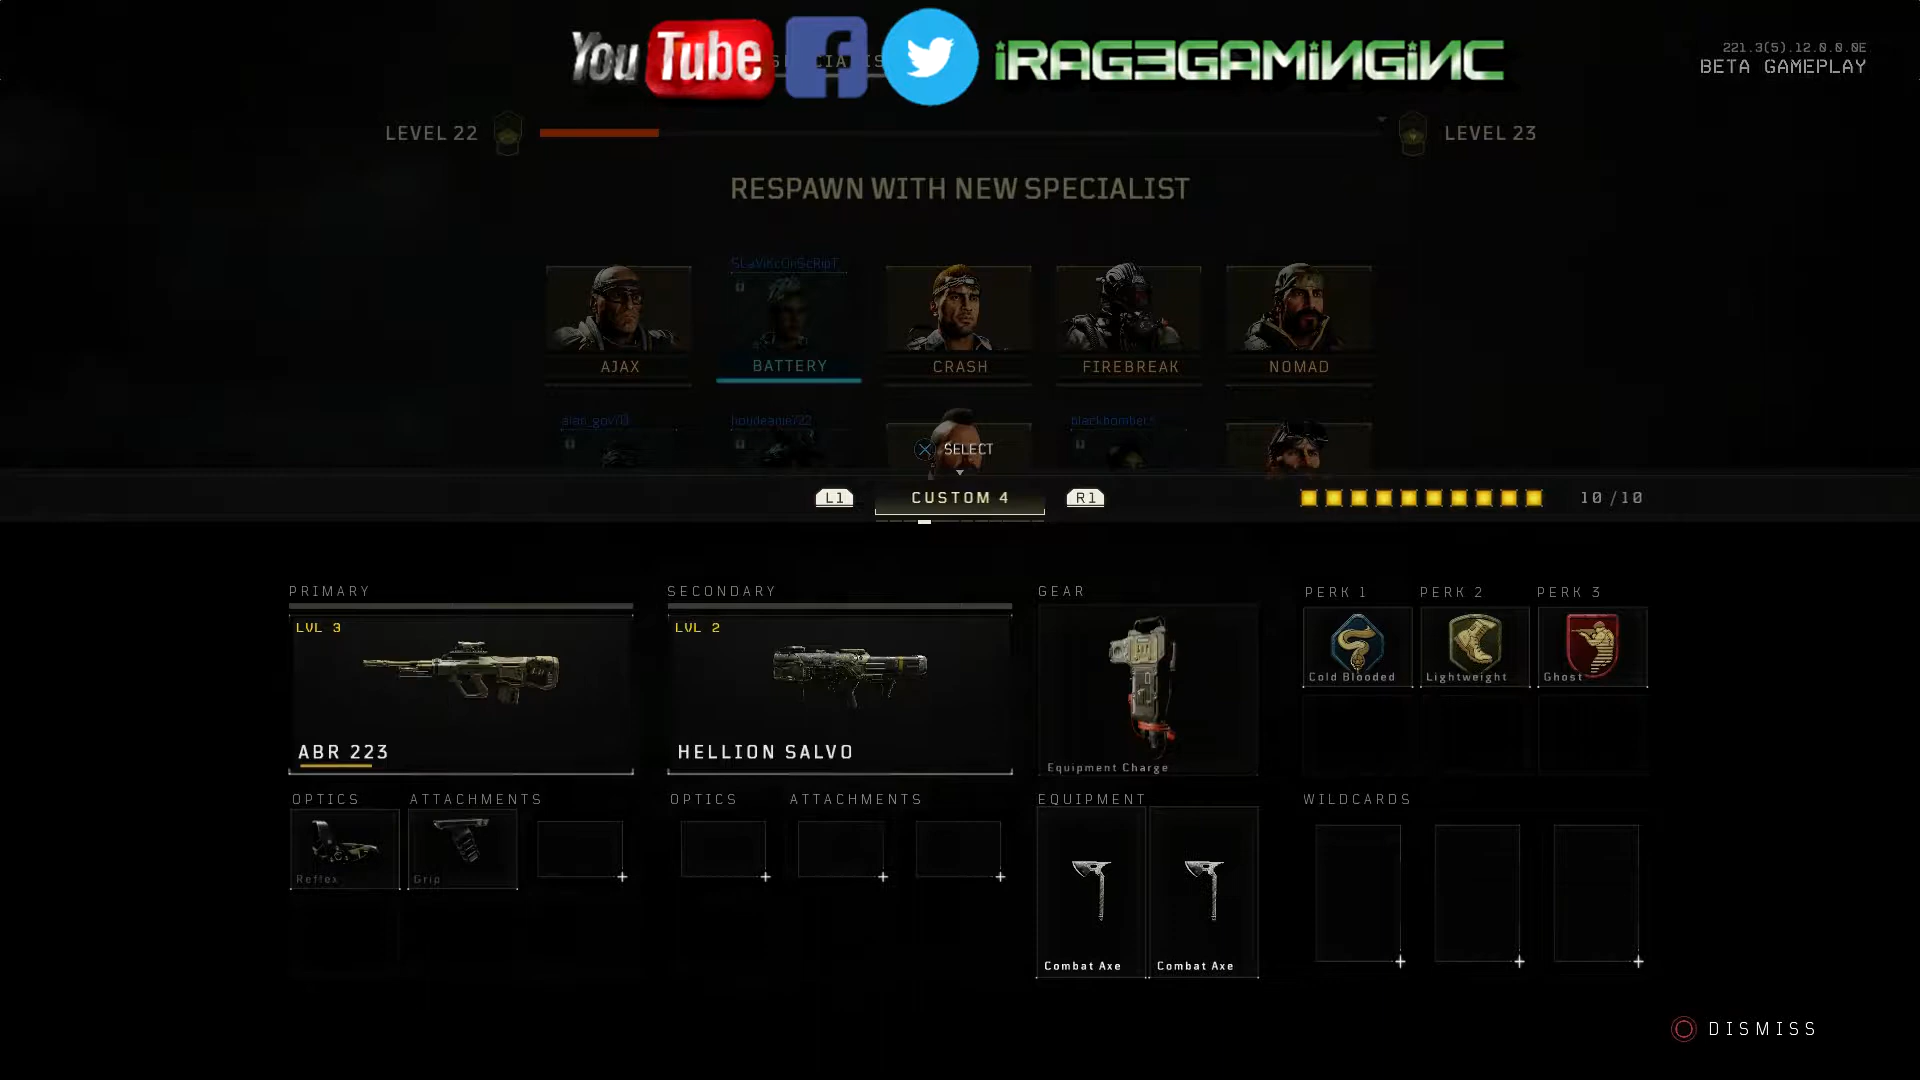 You Tube f iRAGEGAMiNGiNC
221.3(5).12.0.0.0E
BETA GAMEPLAY
LEVEL 22
LEVEL 23
RESPAWN WITH NEW SPECIALIST
AJAX
BATTERY
CRASH
FIREBREAK
NOMAD
SELECT
L1
CUSTOM 4
R1
10/10
PRIMARY
SECONDARY
GEAR
PERK 1
PERK 2
PERK 3
LVL 3
LVL 2
Cold Blooded
Lightweight
Ghost
ABR 223
HELLION SALVO
Equipment Charge
OPTICS
ATTACHMENTS
OPTICS
ATTACHMENTS
EQUIPMENT
WILDCARDS
Reflex
Grip
Combat Axe
Combat Axe
DISMISS